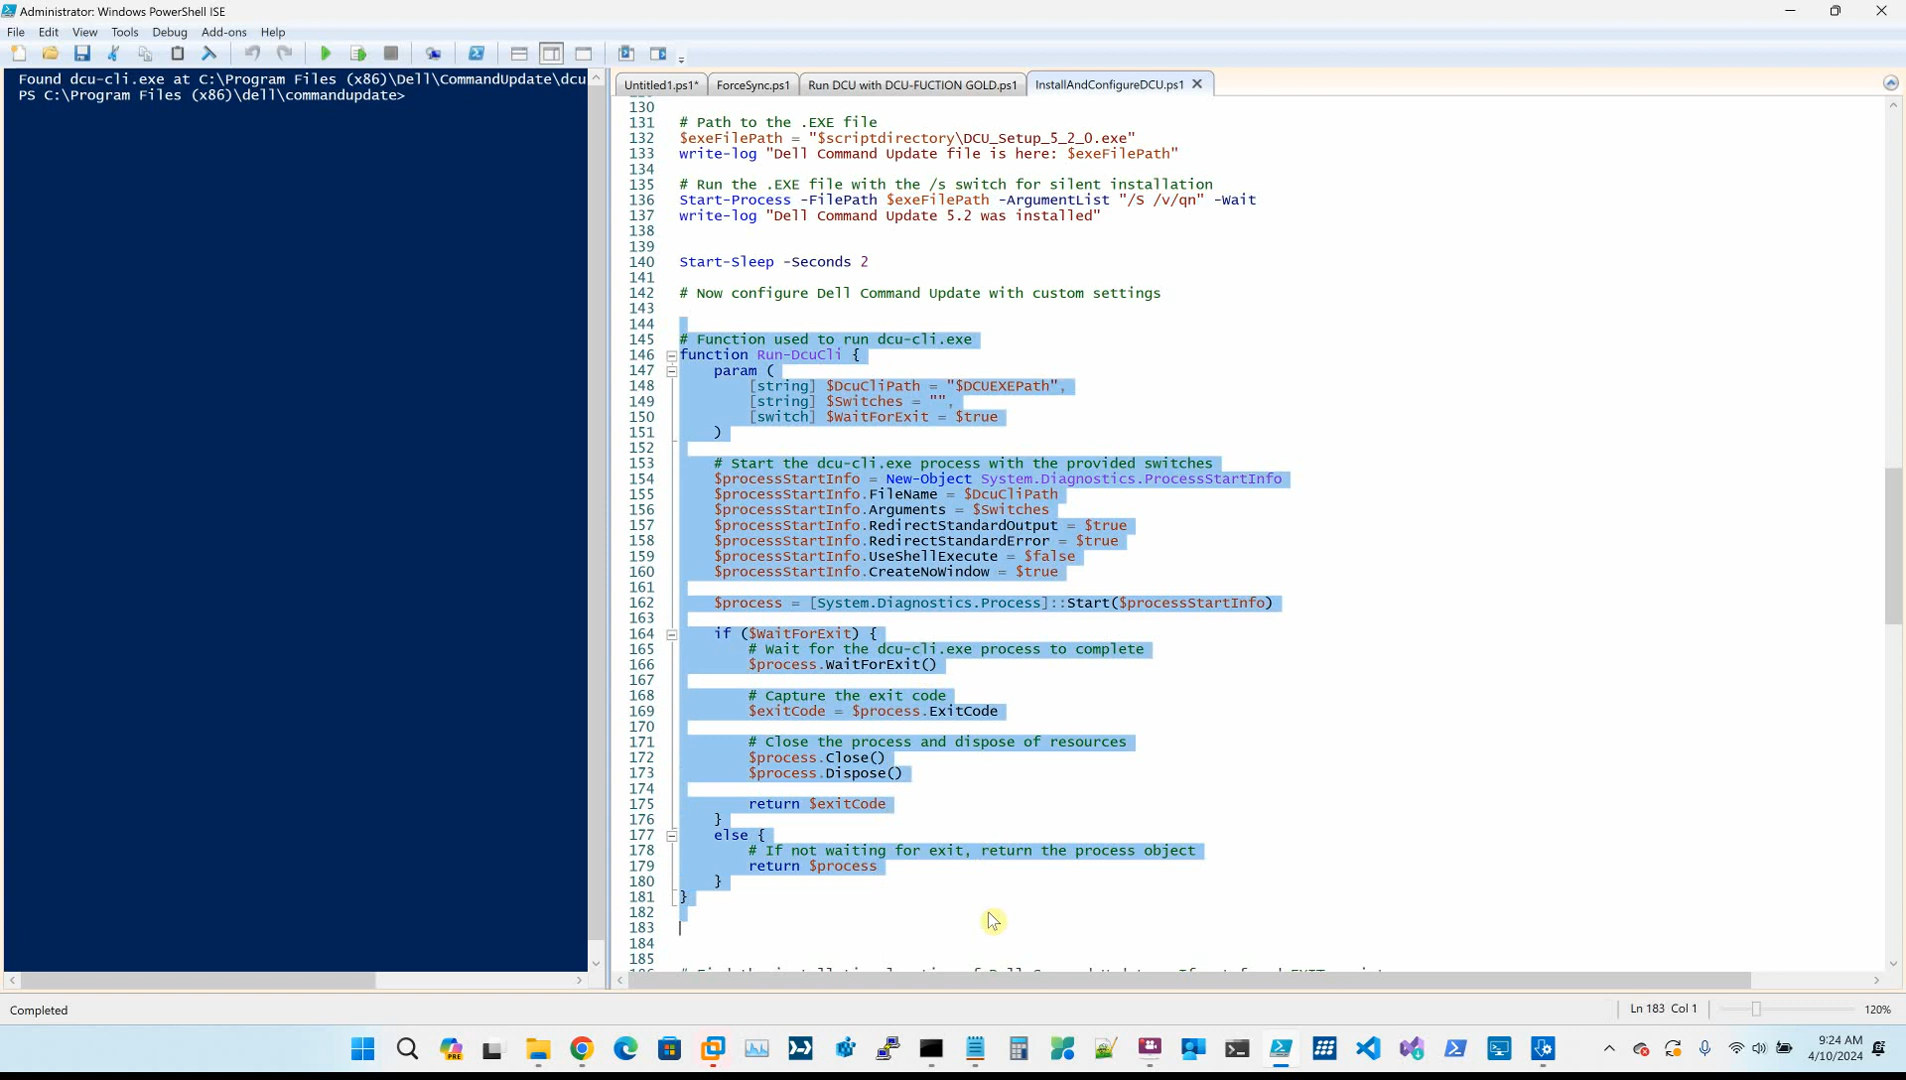 Administrator: Windows PowerShell ISE
File Edit View Tools Debug Add-ons Help
Found dcu-cli.exe at C:\Program Files (x86)\Dell\CommandUpdate\dcu
PS C:\Program Files (x86)\dell\commandupdate>
Untitled1.ps1* ForceSync.ps1 Run DCU with DCU-FUCTION GOLD.ps1 InstallAndConfigureDCU.ps1
130
131 # Path to the .EXE file
132 $exeFilePath = "$scriptdirectory\DCU_Setup_5_2_0.exe"
133 write-log "Dell Command Update file is here: $exeFilePath"
134
135 # Run the .EXE file with the /s switch for silent installation
136 Start-Process -FilePath $exeFilePath -ArgumentList "/S /v/qn" -Wait
137 write-log "Dell Command Update 5.2 was installed"
138
139
140 Start-Sleep -Seconds 2
141
142 # Now configure Dell Command Update with custom settings
143
144
145 # Function used to run dcu-cli.exe
146 function Run-DcuCli {
147 param (
148 [string] $DcuCliPath = "$DCUEXEPath",
149 [string] $Switches = "",
150 [switch] $WaitForExit = $true
151 )
152
153 # Start the dcu-cli.exe process with the provided switches
154 $processStartInfo = New-Object System.Diagnostics.ProcessStartInfo
155 $processStartInfo.FileName = $DcuCliPath
156 $processStartInfo.Arguments = $Switches
157 $processStartInfo.RedirectStandardOutput = $true
158 $processStartInfo.RedirectStandardError = $true
159 $processStartInfo.UseShellExecute = $false
160 $processStartInfo.CreateNoWindow = $true
161
162 $process = [System.Diagnostics.Process]::Start($processStartInfo)
163
164 if ($WaitForExit) {
165 # Wait for the dcu-cli.exe process to complete
166 $process.WaitForExit()
167
168 # Capture the exit code
169 $exitCode = $process.ExitCode
170
171 # Close the process and dispose of resources
172 $process.Close()
173 $process.Dispose()
174
175 return $exitCode
176 }
177 else {
178 # If not waiting for exit, return the process object
179 return $process
180 }
181 }
182
183
184
185
Completed
Ln 183 Col 1
120%
PRE
9:24 AM
4/10/2024